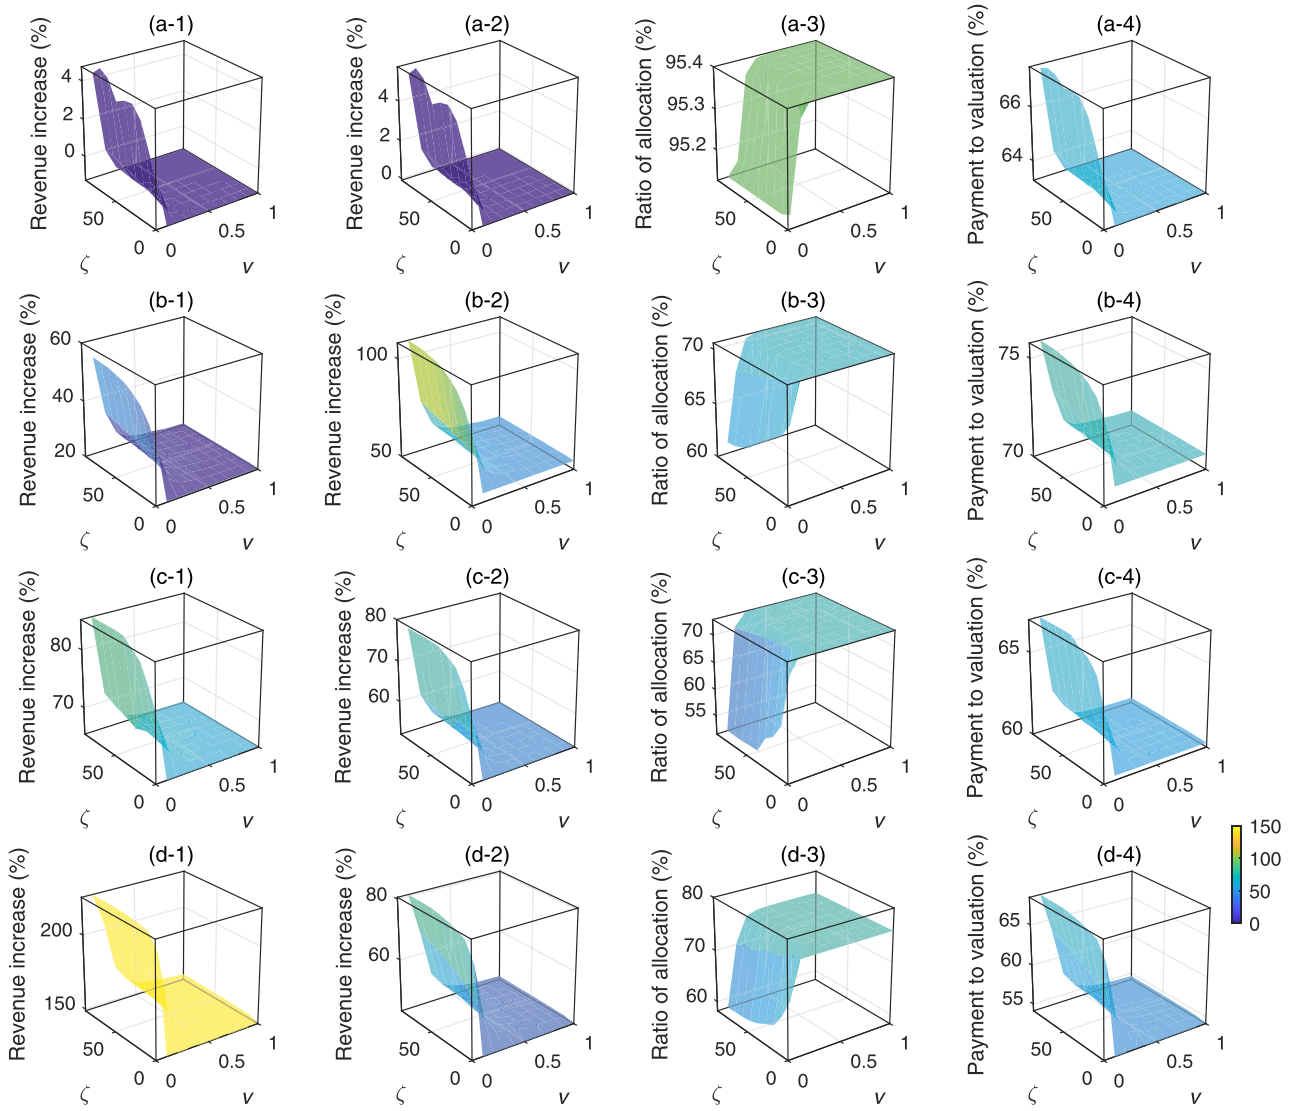 (a-1)
Revenue increase (%)
4
2
0
50
0
ζ
0
0.5
1
v
(a-2)
Revenue increase (%)
4
2
0
50
0
ζ
0
0.5
1
v
(a-3)
Ratio of allocation (%)
95.4
95.3
95.2
50
0
ζ
0
0.5
1
v
(a-4)
Payment to valuation (%)
66
64
50
0
ζ
0
0.5
1
v
(b-1)
Revenue increase (%)
60
40
20
50
0
ζ
0
0.5
1
v
(b-2)
Revenue increase (%)
100
50
50
0
ζ
0
0.5
1
v
(b-3)
Ratio of allocation (%)
70
65
60
50
0
ζ
0
0.5
1
v
(b-4)
Payment to valuation (%)
75
70
50
0
ζ
0
0.5
1
v
(c-1)
Revenue increase (%)
80
70
50
0
ζ
0
0.5
1
v
(c-2)
Revenue increase (%)
80
70
60
50
0
ζ
0
0.5
1
v
(c-3)
Ratio of allocation (%)
70
65
60
55
50
0
ζ
0
0.5
1
v
(c-4)
Payment to valuation (%)
65
60
50
0
ζ
0
0.5
1
v
(d-1)
Revenue increase (%)
200
150
50
0
ζ
0
0.5
1
v
(d-2)
Revenue increase (%)
80
60
50
0
ζ
0
0.5
1
v
(d-3)
Ratio of allocation (%)
80
70
60
50
0
ζ
0
0.5
1
v
(d-4)
Payment to valuation (%)
65
60
55
50
0
ζ
0
0.5
1
v
150
100
50
0